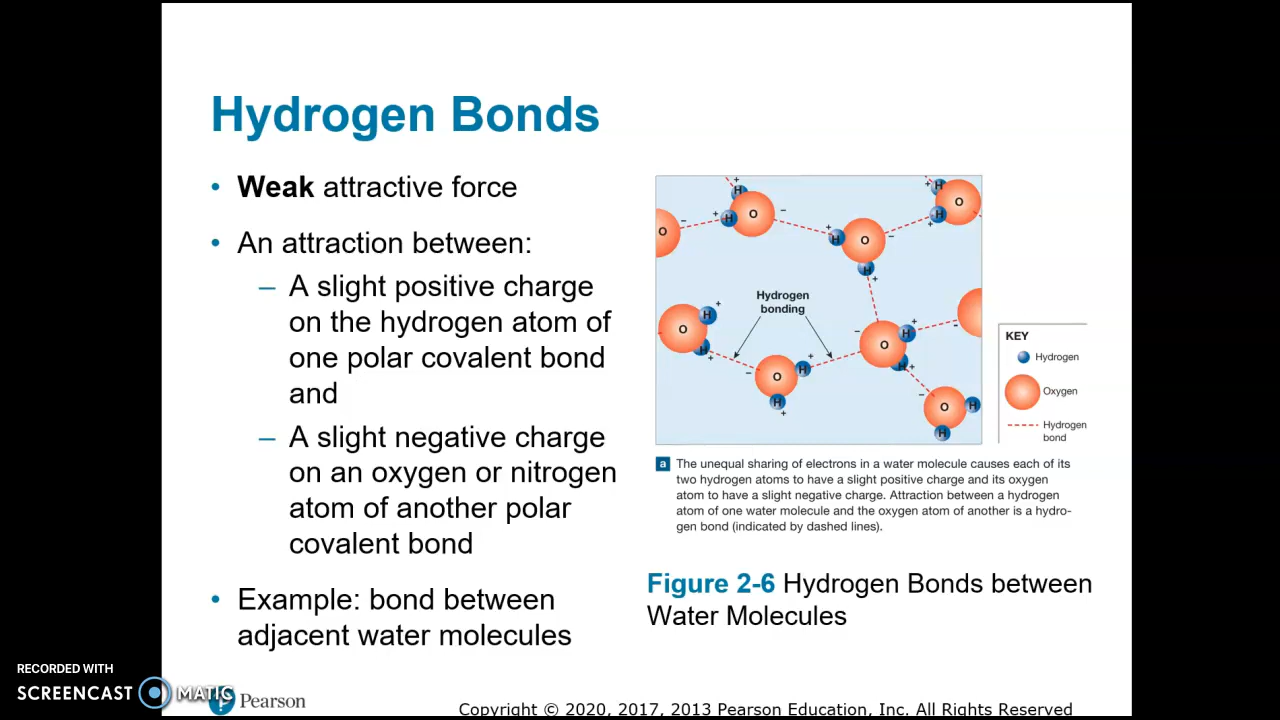 Hydrogen Bonds
• Weak attractive force
• An attraction between:
– A slight positive charge
on the hydrogen atom of
one polar covalent bond
and
– A slight negative charge
on an oxygen or nitrogen
atom of another polar
covalent bond
• Example: bond between
adjacent water molecules
+
H
O
–
+
H
O
–
+
H
O
+
H
–
+
H
O
+
H
+
H
+
O
H
+
H
+
Hydrogen
bonding
–
O
H
+
H
+
–
O
H
+
H
+
–
–
O
H
H
KEY
Hydrogen
Oxygen
Hydrogen
bond
a The unequal sharing of electrons in a water molecule causes each of its
two hydrogen atoms to have a slight positive charge and its oxygen
atom to have a slight negative charge. Attraction between a hydrogen
atom of one water molecule and the oxygen atom of another is a hydro-
gen bond (indicated by dashed lines).
Figure 2-6 Hydrogen Bonds between
Water Molecules
RECORDED WITH
SCREENCAST MATIC
Pearson
Copyright © 2020, 2017, 2013 Pearson Education, Inc. All Rights Reserved